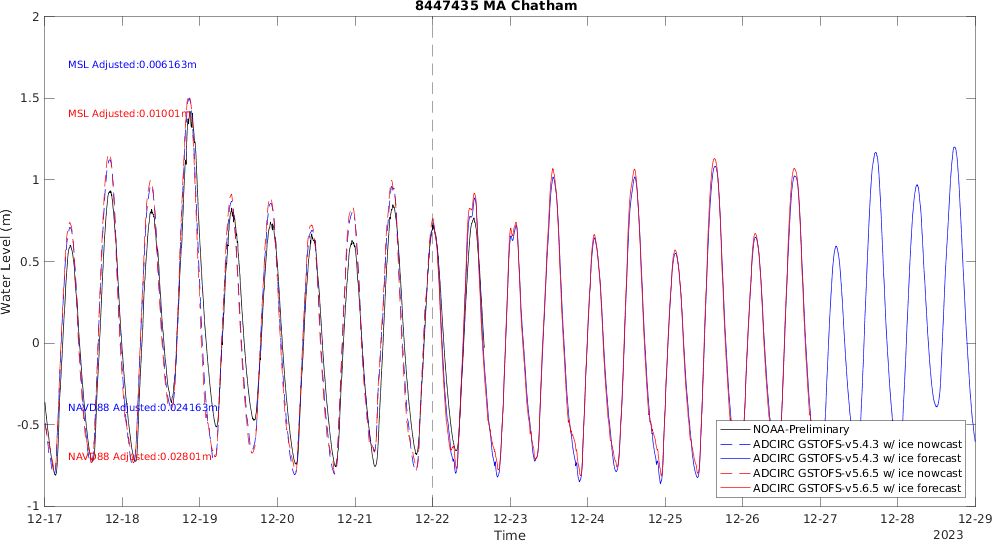 8447435 MA Chatham
2
1.5
1
0.5
0
-0.5
-1
Water Level (m)
MSL Adjusted:0.006163m
MSL Adjusted:0.01001m
NAVD88 Adjusted:0.024163m
NAVD88 Adjusted:0.02801m
NOAA-Preliminary
ADCIRC GSTOFS-v5.4.3 w/ ice nowcast
ADCIRC GSTOFS-v5.4.3 w/ ice forecast
ADCIRC GSTOFS-v5.6.5 w/ ice nowcast
ADCIRC GSTOFS-v5.6.5 w/ ice forecast
12-17 12-18 12-19 12-20 12-21 12-22 12-23 12-24 12-25 12-26 12-27 12-28 12-29
Time
2023